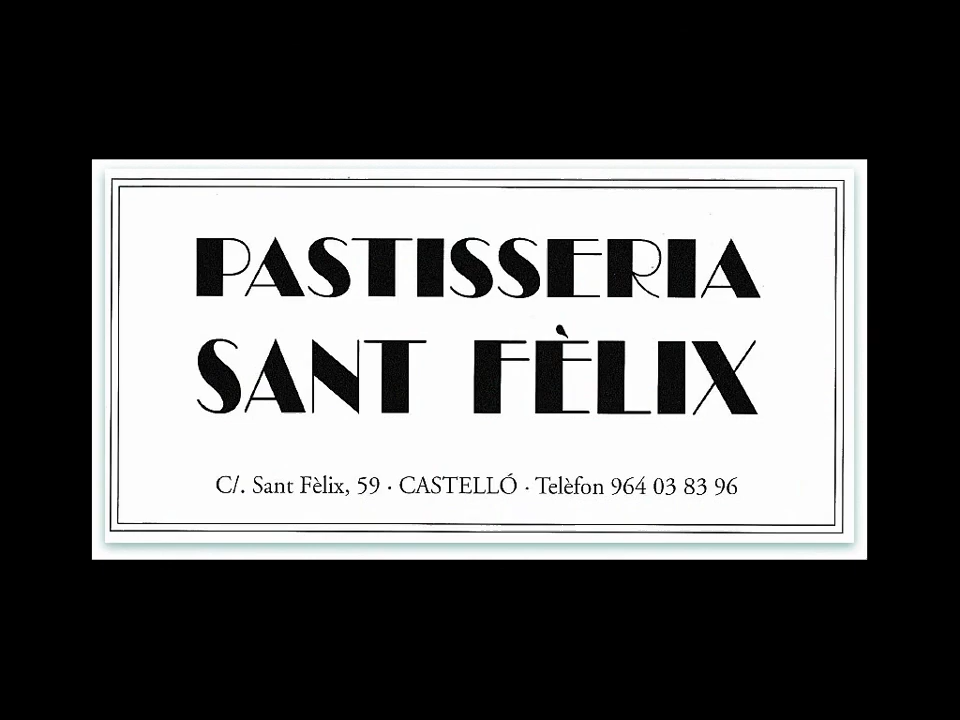 PASTISSERIA
SANT FÈLIX
C/. Sant Fèlix, 59 · CASTELLÓ · Telèfon 964 03 83 96